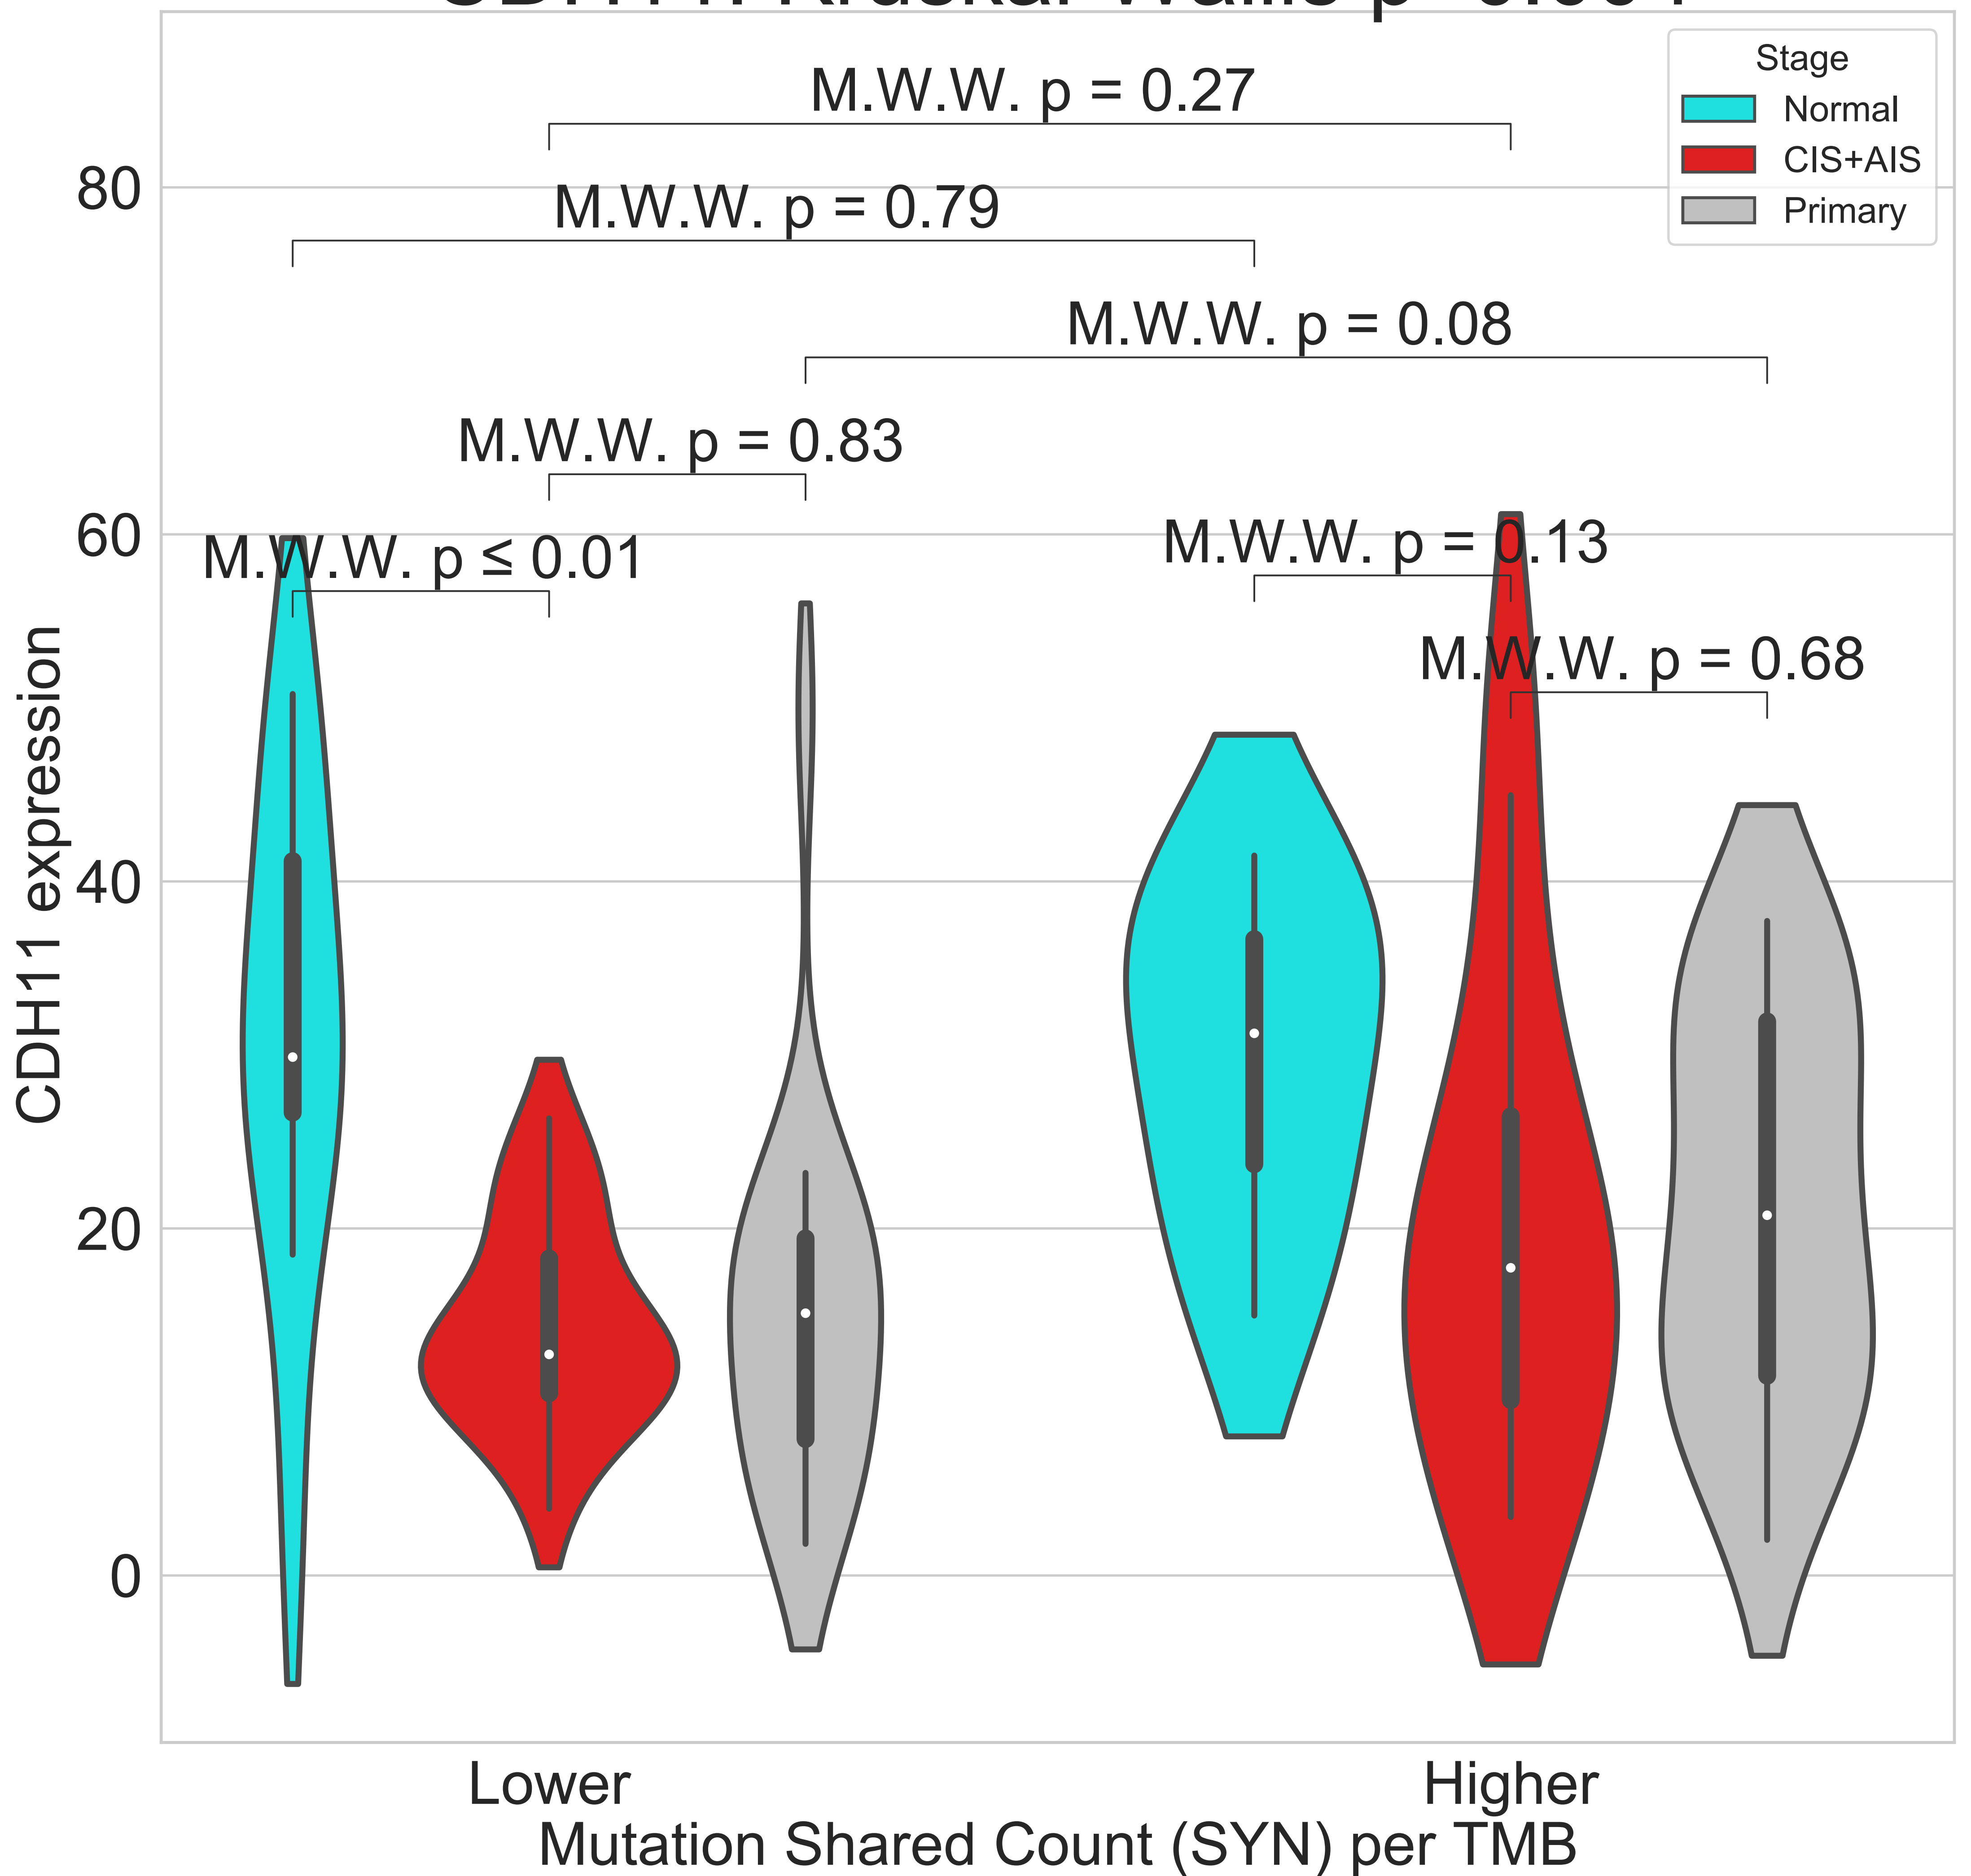 Stage
Normal
CIS+AIS
Primary
M.W.W. p = 0.27
80
M.W.W. p = 0.79
M.W.W. p = 0.08
M.W.W. p = 0.83
60
M.W.W. p ≤ 0.01
M.W.W. p = 0.13
M.W.W. p = 0.68
CDH11 expression
40
20
0
Lower
Higher
Mutation Shared Count (SYN) per TMB